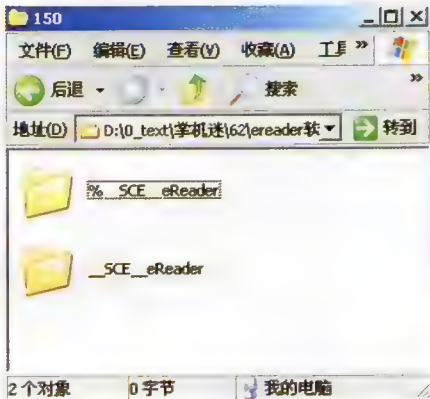 150
文件(F) 编辑(E) 查看(V) 收藏(A) 工具 »
后退 搜索 »
地址(D) D:\0_text\掌机迷\62\ereader软 转到
%__SCE__eReader
__SCE__eReader
2 个对象 0 字节 我的电脑